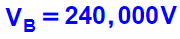 V_B = 240,000V